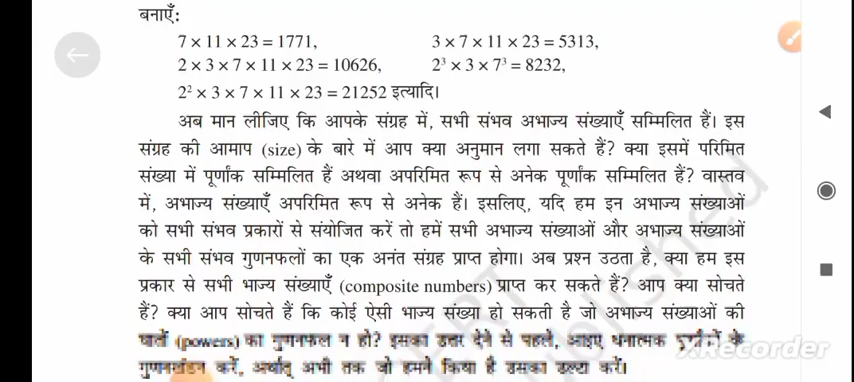 बनाएँ:
7 × 11 × 23 = 1771, 3 × 7 × 11 × 23 = 5313,
2 × 3 × 7 × 11 × 23 = 10626, 2³ × 3 × 7³ = 8232,
2² × 3 × 7 × 11 × 23 = 21252 इत्यादि।
अब मान लीजिए कि आपके संग्रह में, सभी संभव अभाज्य संख्याएँ सम्मिलित हैं। इस
संग्रह की आमाप (size) के बारे में आप क्या अनुमान लगा सकते हैं? क्या इसमें परिमित
संख्या में पूर्णांक सम्मिलित हैं अथवा अपरिमित रूप से अनेक पूर्णांक सम्मिलित हैं? वास्तव
में, अभाज्य संख्याएँ अपरिमित रूप से अनेक हैं। इसलिए, यदि हम इन अभाज्य संख्याओं
को सभी संभव प्रकारों से संयोजित करें तो हमें सभी अभाज्य संख्याओं और अभाज्य संख्याओं
के सभी संभव गुणनफलों का एक अनंत संग्रह प्राप्त होगा। अब प्रश्न उठता है, क्या हम इस
प्रकार से सभी भाज्य संख्याएँ (composite numbers) प्राप्त कर सकते हैं? आप क्या सोचते
हैं? क्या आप सोचते हैं कि कोई ऐसी भाज्य संख्या हो सकती है जो अभाज्य संख्याओं की
घातों (powers) का गुणनफल न हो? इसका उत्तर देने से पहले, आइए धनात्मक पूर्णांकों के
गुणनखंडन करें, अर्थात् अभी तक जो हमने किया है उसका उल्टा करें।
XRecorder